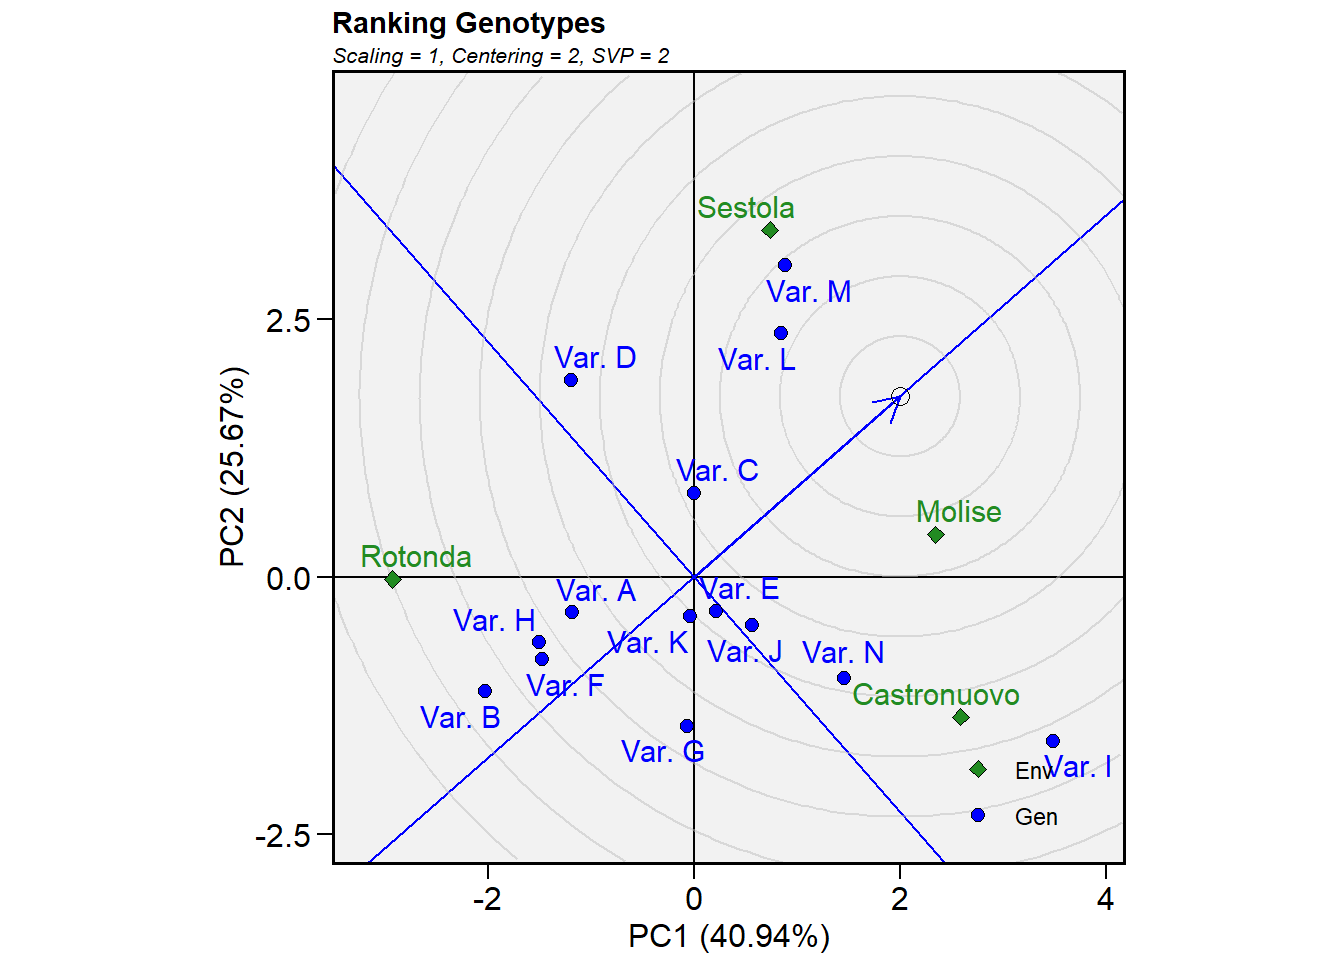 Ranking Genotypes
Scaling = 1, Centering = 2, SVP = 2
Sestola
Var. M
2.5
Var. L
Var. D
PC2 (25.67%)
Var. C
Molise
Rotonda
0.0
Var. A
Var. E
Var. H
Var. K
Var. J
Var. N
Var. F
Castronuovo
Var. B
Var. G
Var. I
Env
Gen
-2.5
-2
0
2
4
PC1 (40.94%)